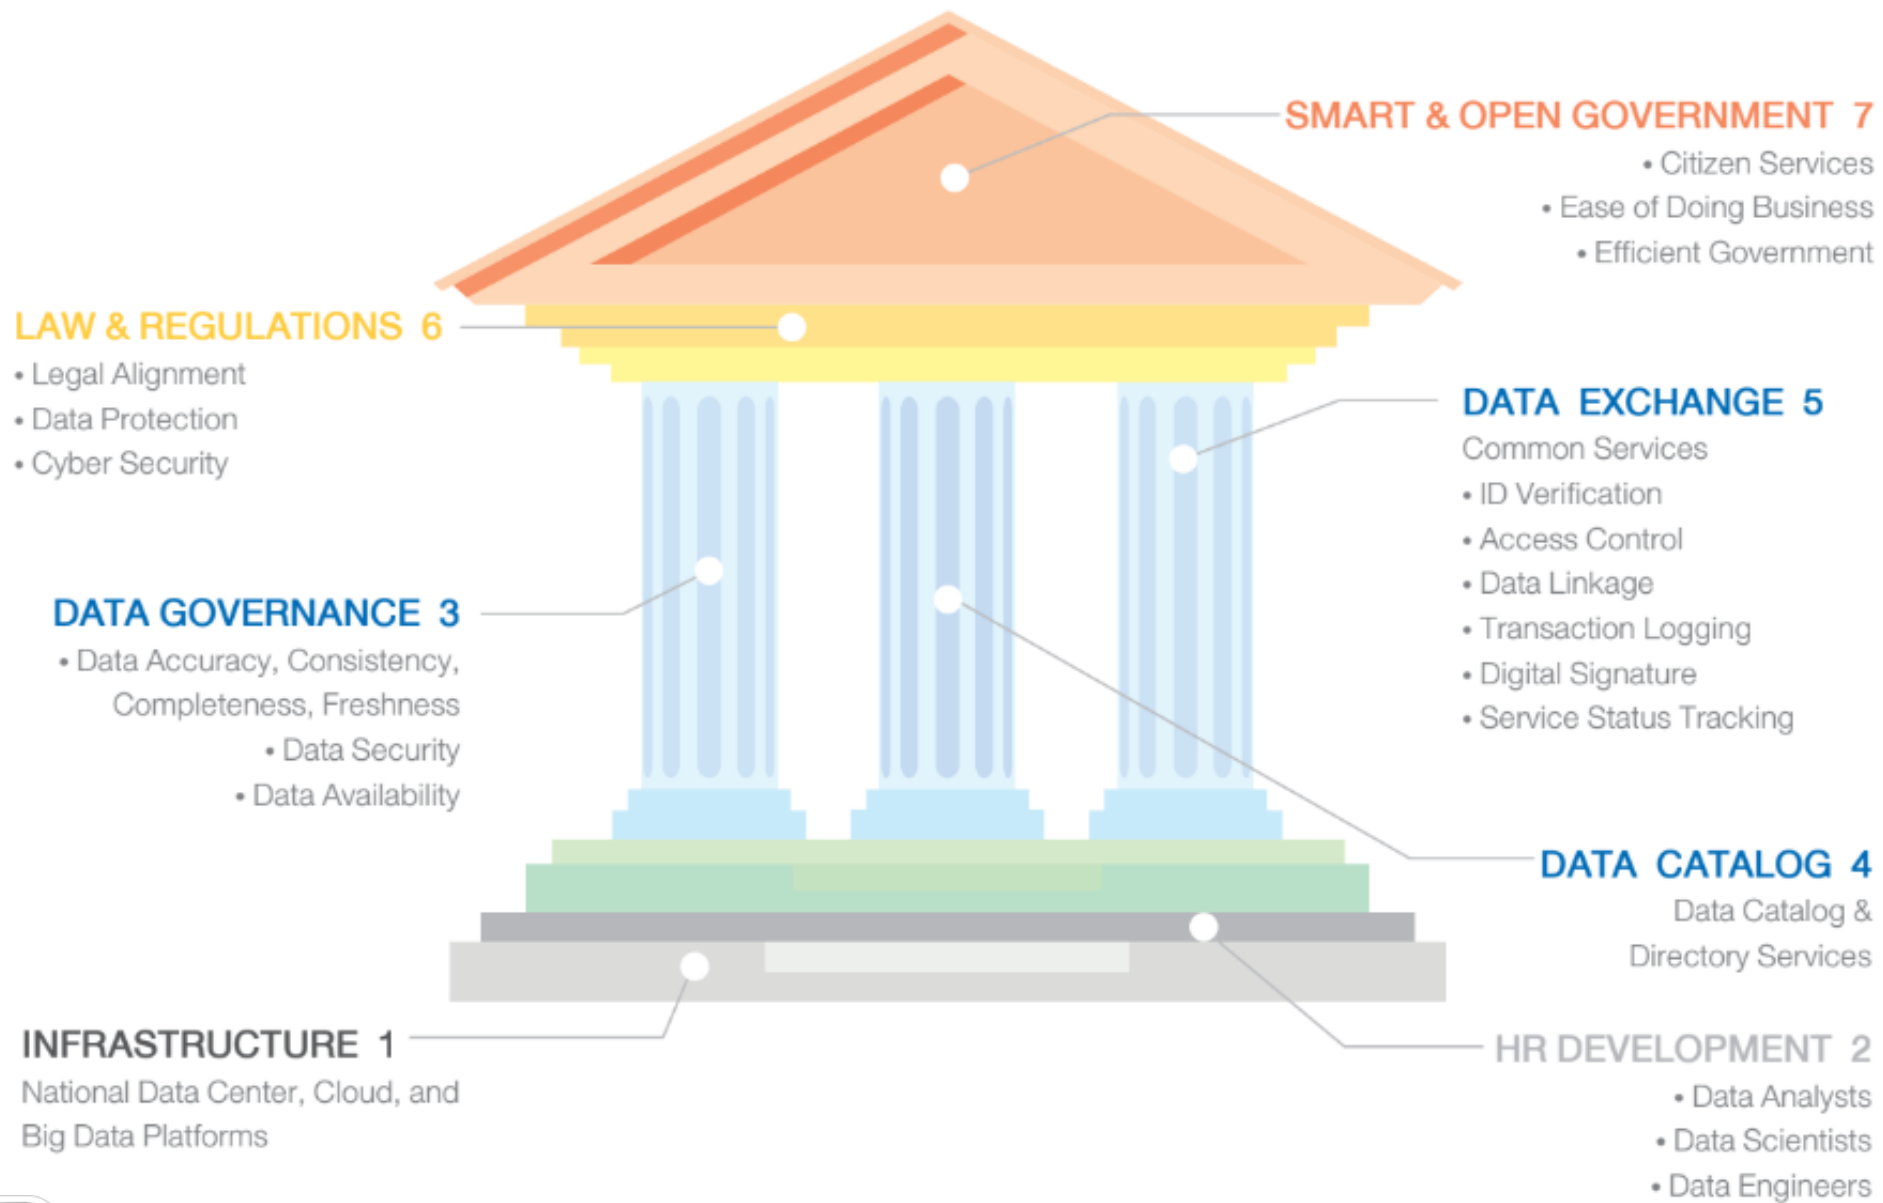 SMART & OPEN GOVERNMENT 7
• Citizen Services
• Ease of Doing Business
• Efficient Government
LAW & REGULATIONS 6
• Legal Alignment
• Data Protection
• Cyber Security
DATA EXCHANGE 5
Common Services
• ID Verification
• Access Control
• Data Linkage
• Transaction Logging
• Digital Signature
• Service Status Tracking
DATA GOVERNANCE 3
• Data Accuracy, Consistency,
Completeness, Freshness
• Data Security
• Data Availability
DATA CATALOG 4
Data Catalog &
Directory Services
INFRASTRUCTURE 1
National Data Center, Cloud, and
Big Data Platforms
HR DEVELOPMENT 2
• Data Analysts
• Data Scientists
• Data Engineers